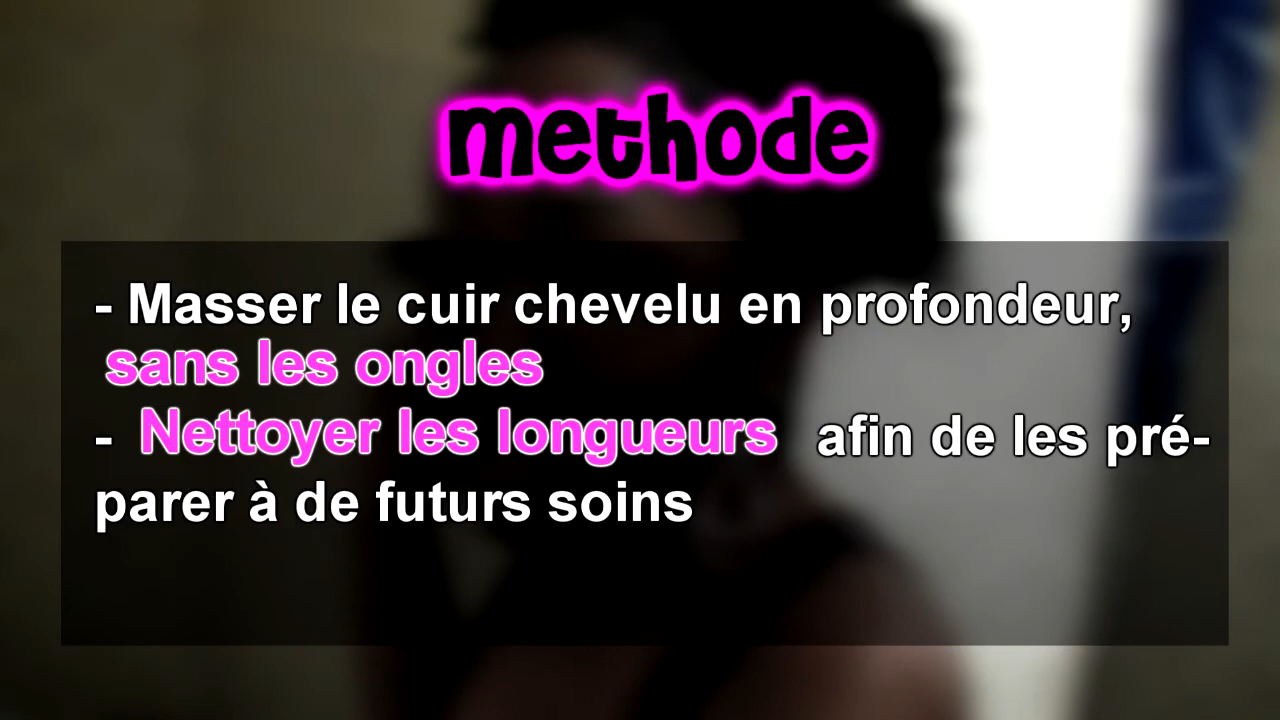 methode
- Masser le cuir chevelu en profondeur,
sans les ongles
- Nettoyer les longueurs afin de les pré-
parer à de futurs soins